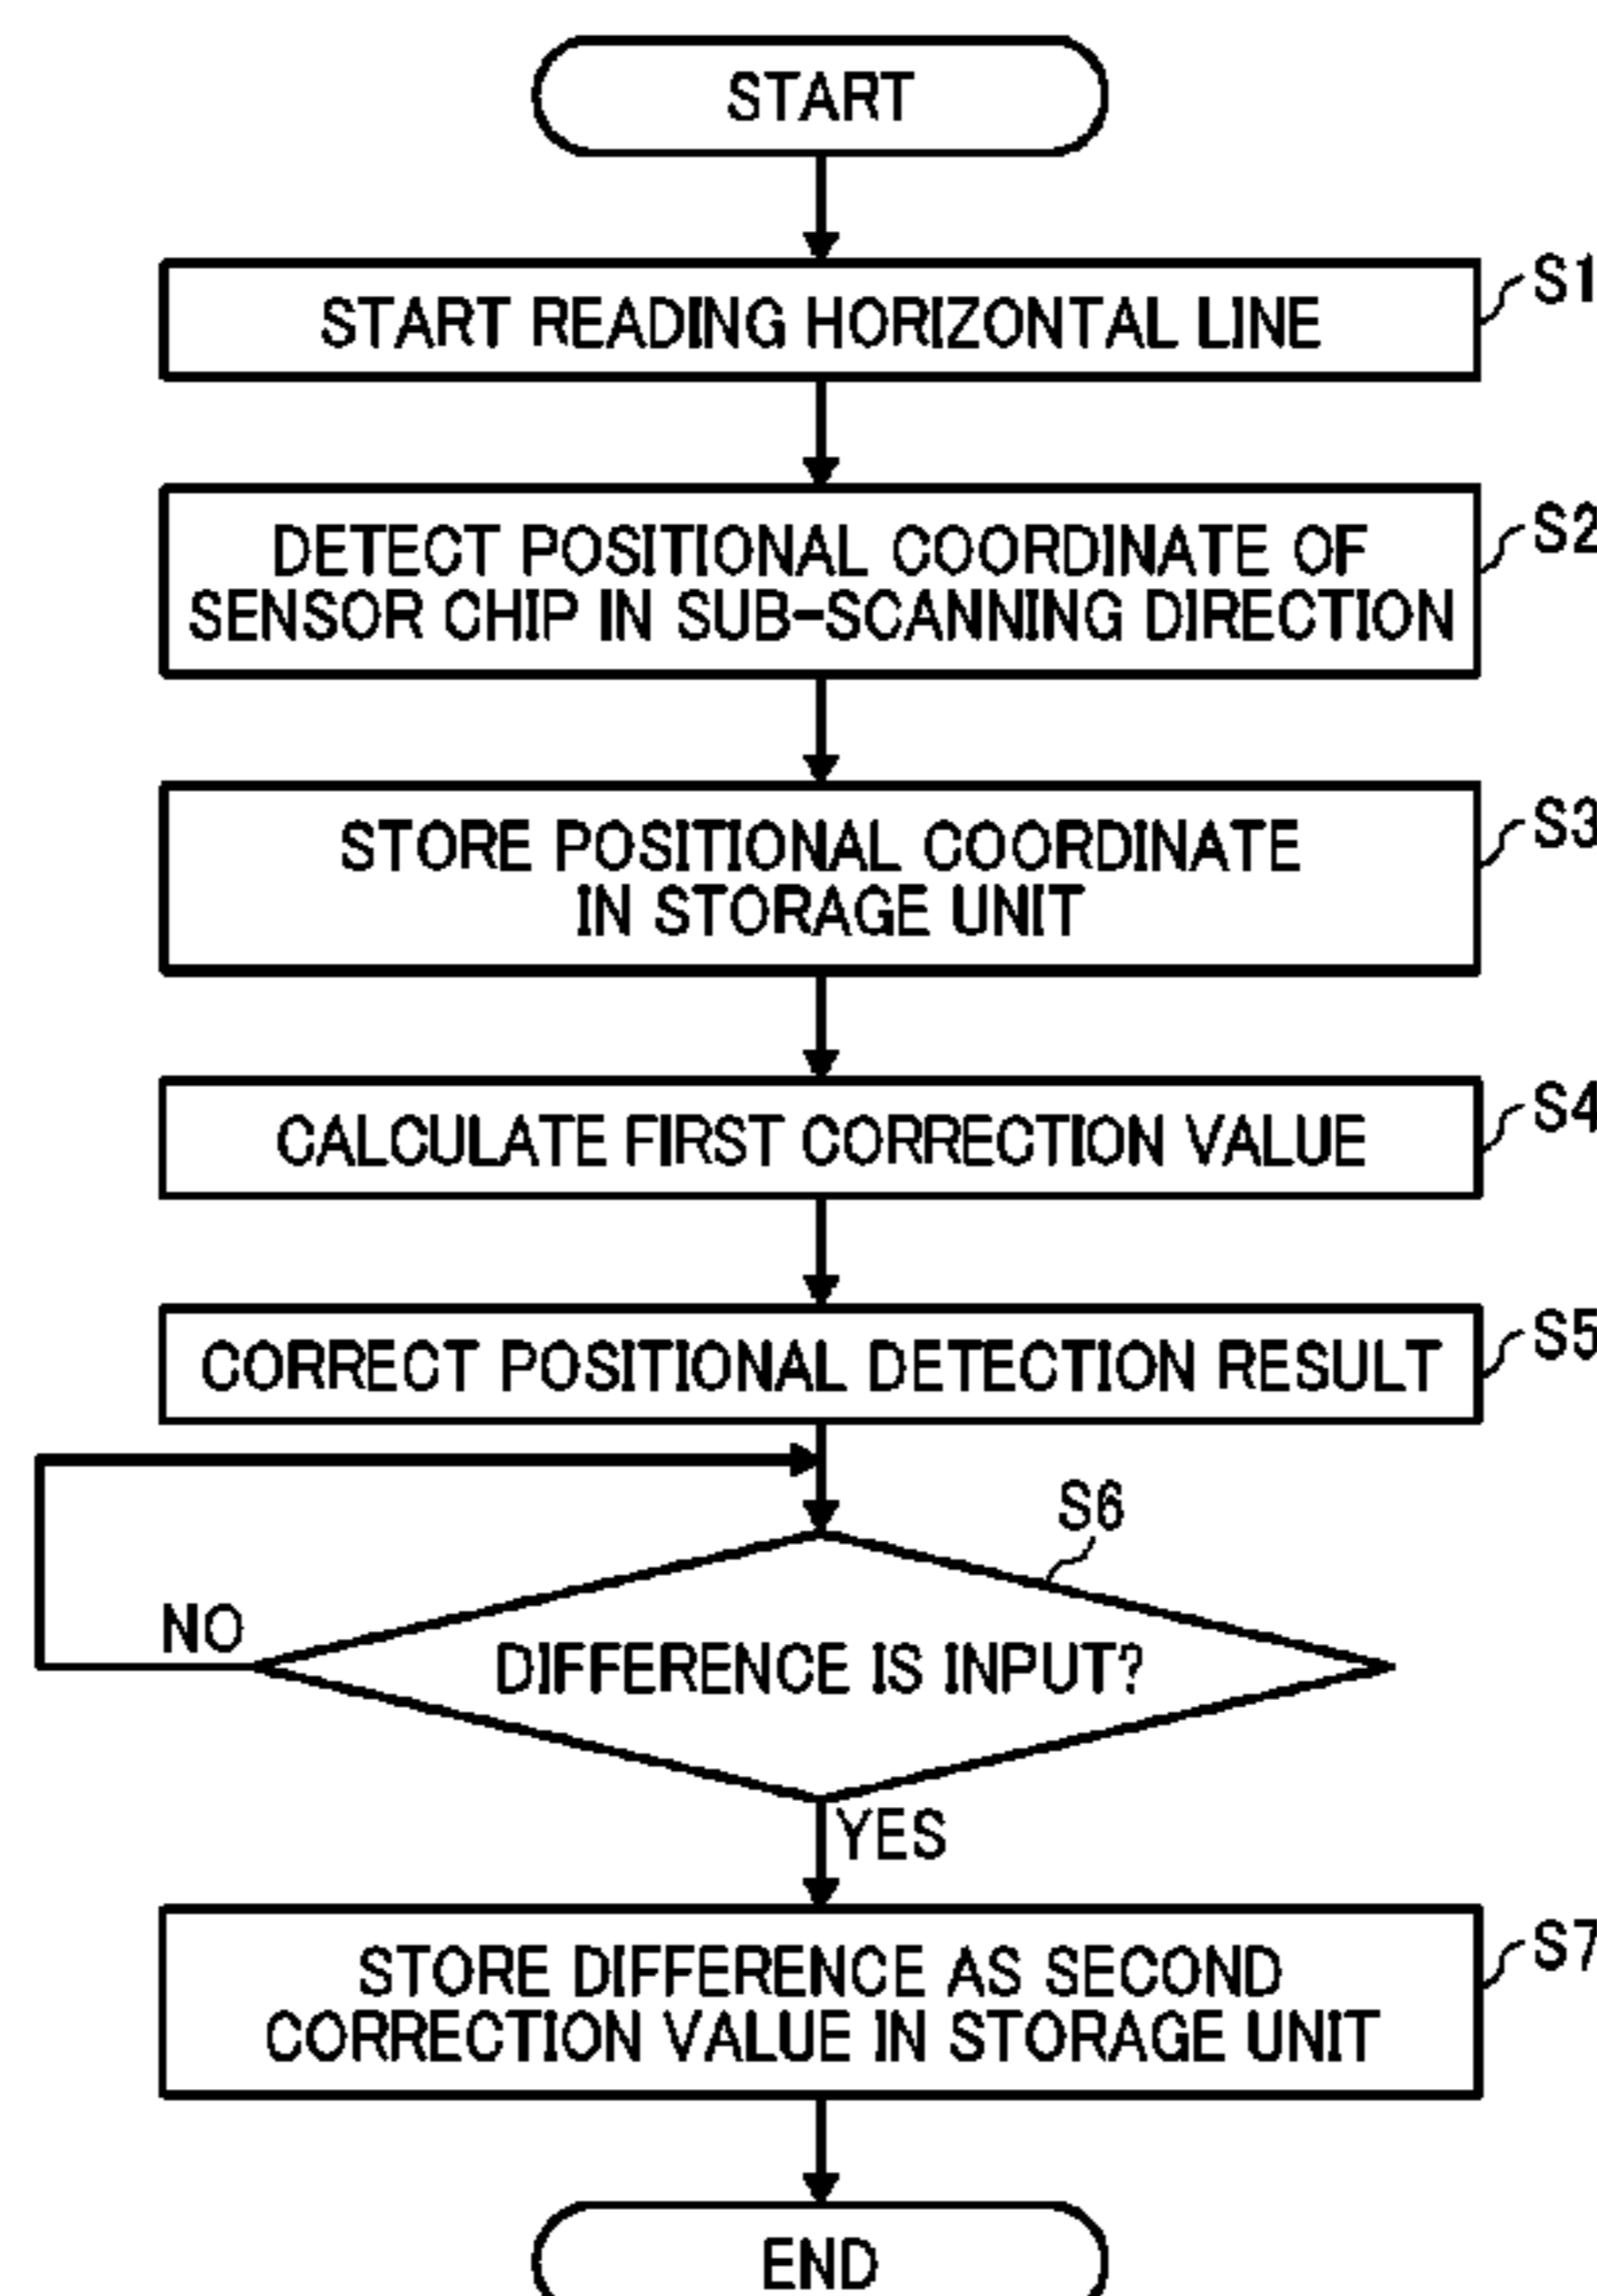 START
START READING HORIZONTAL LINE
S1
DETECT POSITIONAL COORDINATE OF
SENSOR CHIP IN SUB-SCANNING DIRECTION
S2
STORE POSITIONAL COORDINATE
IN STORAGE UNIT
S3
CALCULATE FIRST CORRECTION VALUE
S4
CORRECT POSITIONAL DETECTION RESULT
S5
S6
NO
DIFFERENCE IS INPUT?
YES
STORE DIFFERENCE AS SECOND
CORRECTION VALUE IN STORAGE UNIT
S7
END